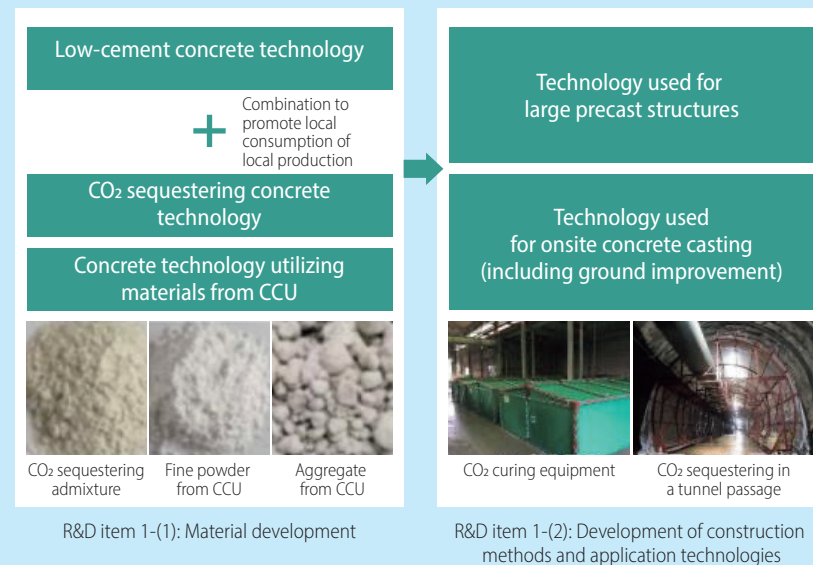 Low-cement concrete technology
+
Combination to
promote local
consumption of
local production
CO₂ sequestering concrete
technology
Concrete technology utilizing
materials from CCU
CO₂ sequestering
admixture
Fine powder
from CCU
Aggregate
from CCU
R&D item 1-(1): Material development
Technology used for
large precast structures
Technology used
for onsite concrete casting
(including ground improvement)
CO₂ curing equipment
CO₂ sequestering in
a tunnel passage
R&D item 1-(2): Development of construction
methods and application technologies